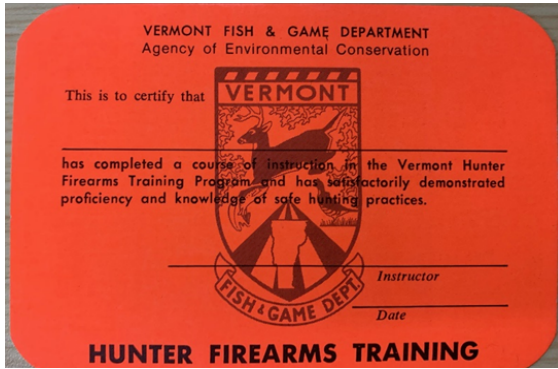 VERMONT FISH & GAME DEPARTMENT
Agency of Environmental Conservation
This is to certify that
VERMONT
has completed a course of instruction in the Vermont Hunter
Firearms Training Program and has satisfactorily demonstrated
proficiency and knowledge of safe hunting practices.
Instructor
FISH & GAME DEPT.
Date
HUNTER FIREARMS TRAINING